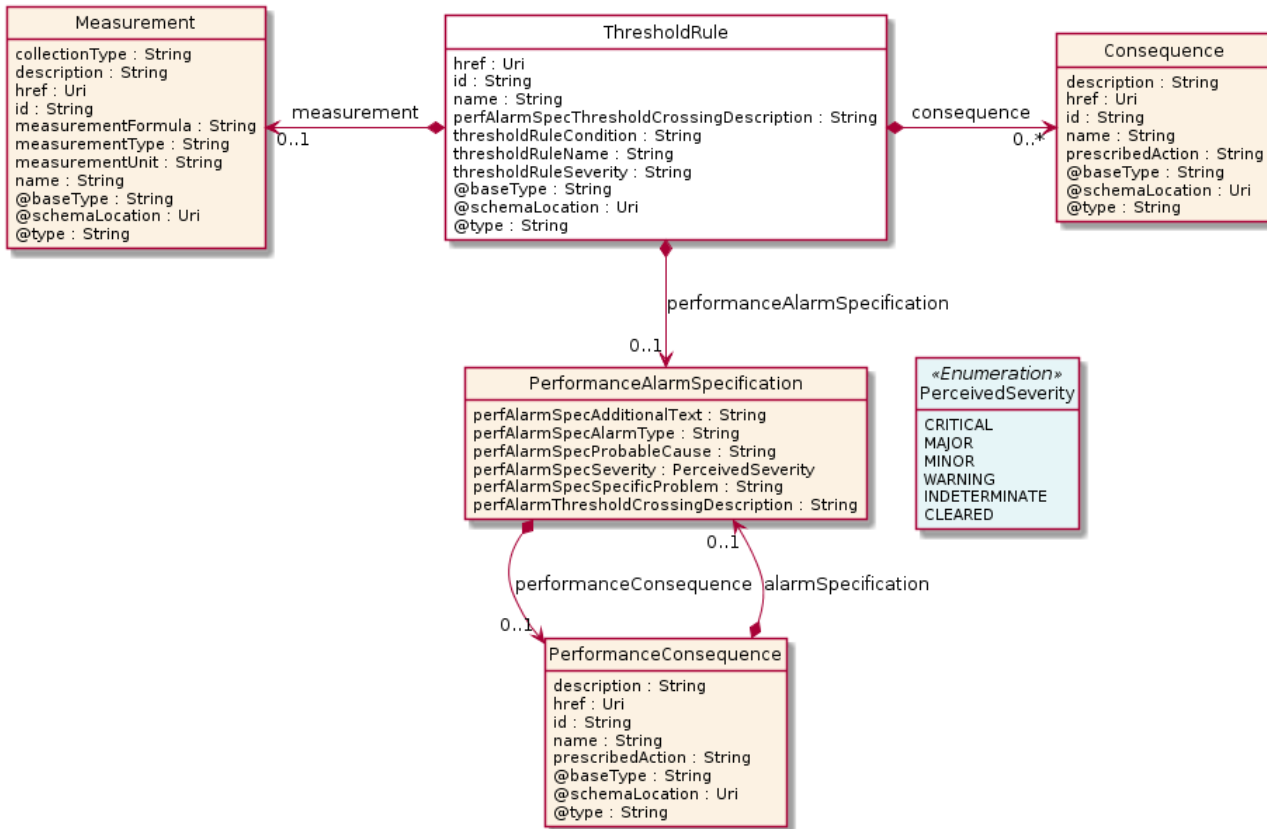 Measurement
collectionType : String
description : String
href : Uri
id : String
measurementFormula : String
measurementType : String
measurementUnit : String
name : String
@baseType : String
@schemaLocation : Uri
@type : String
measurement
0..1
ThresholdRule
href : Uri
id : String
name : String
perfAlarmSpecThresholdCrossingDescription : String
thresholdRuleCondition : String
thresholdRuleName : String
thresholdRuleSeverity : String
@baseType : String
@schemaLocation : Uri
@type : String
consequence
0..*
Consequence
description : String
href : Uri
id : String
name : String
prescribedAction : String
@baseType : String
@schemaLocation : Uri
@type : String
performanceAlarmSpecification
0..1
PerformanceAlarmSpecification
perfAlarmSpecAdditionalText : String
perfAlarmSpecAlarmType : String
perfAlarmSpecProbableCause : String
perfAlarmSpecSeverity : PerceivedSeverity
perfAlarmSpecSpecificProblem : String
perfAlarmThresholdCrossingDescription : String
«Enumeration»
PerceivedSeverity
CRITICAL
MAJOR
MINOR
WARNING
INDETERMINATE
CLEARED
0..1
performanceConsequence
alarmSpecification
0..1
PerformanceConsequence
description : String
href : Uri
id : String
name : String
prescribedAction : String
@baseType : String
@schemaLocation : Uri
@type : String